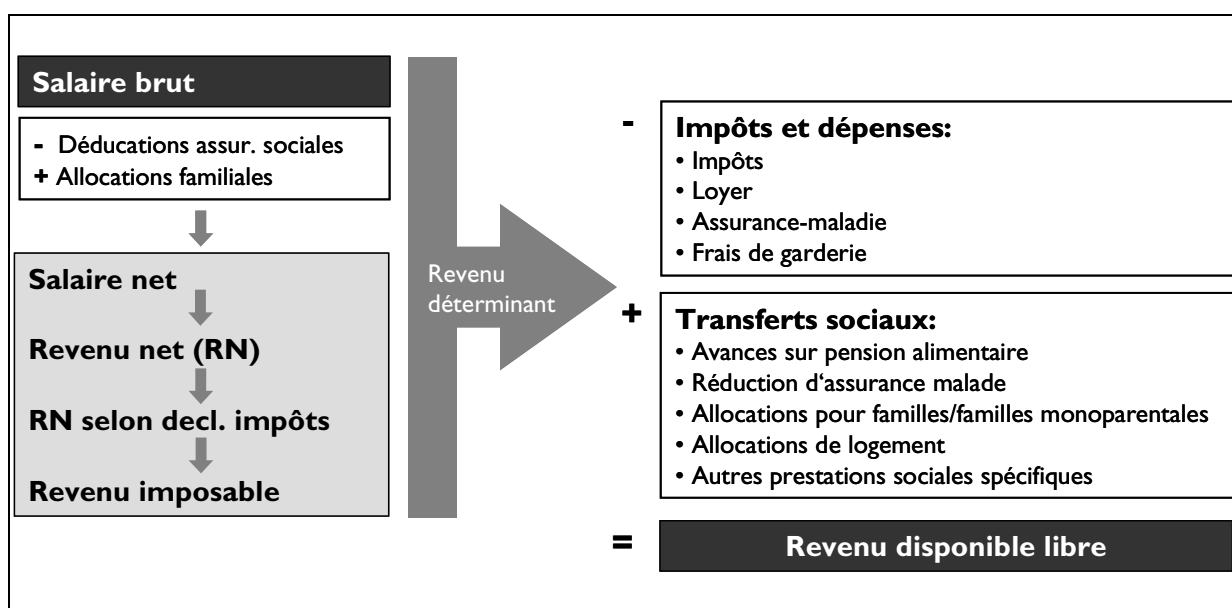 Salaire brut
- Déducations assur. sociales
+ Allocations familiales
Salaire net
Revenu net (RN)
RN selon decl. impôts
Revenu imposable
Revenu
déterminant
-
Impôts et dépenses:
• Impôts
• Loyer
• Assurance-maladie
• Frais de garderie
+
Transferts sociaux:
• Avances sur pension alimentaire
• Réduction d‘assurance malade
• Allocations pour familles/familles monoparentales
• Allocations de logement
• Autres prestations sociales spécifiques
=
Revenu disponible libre